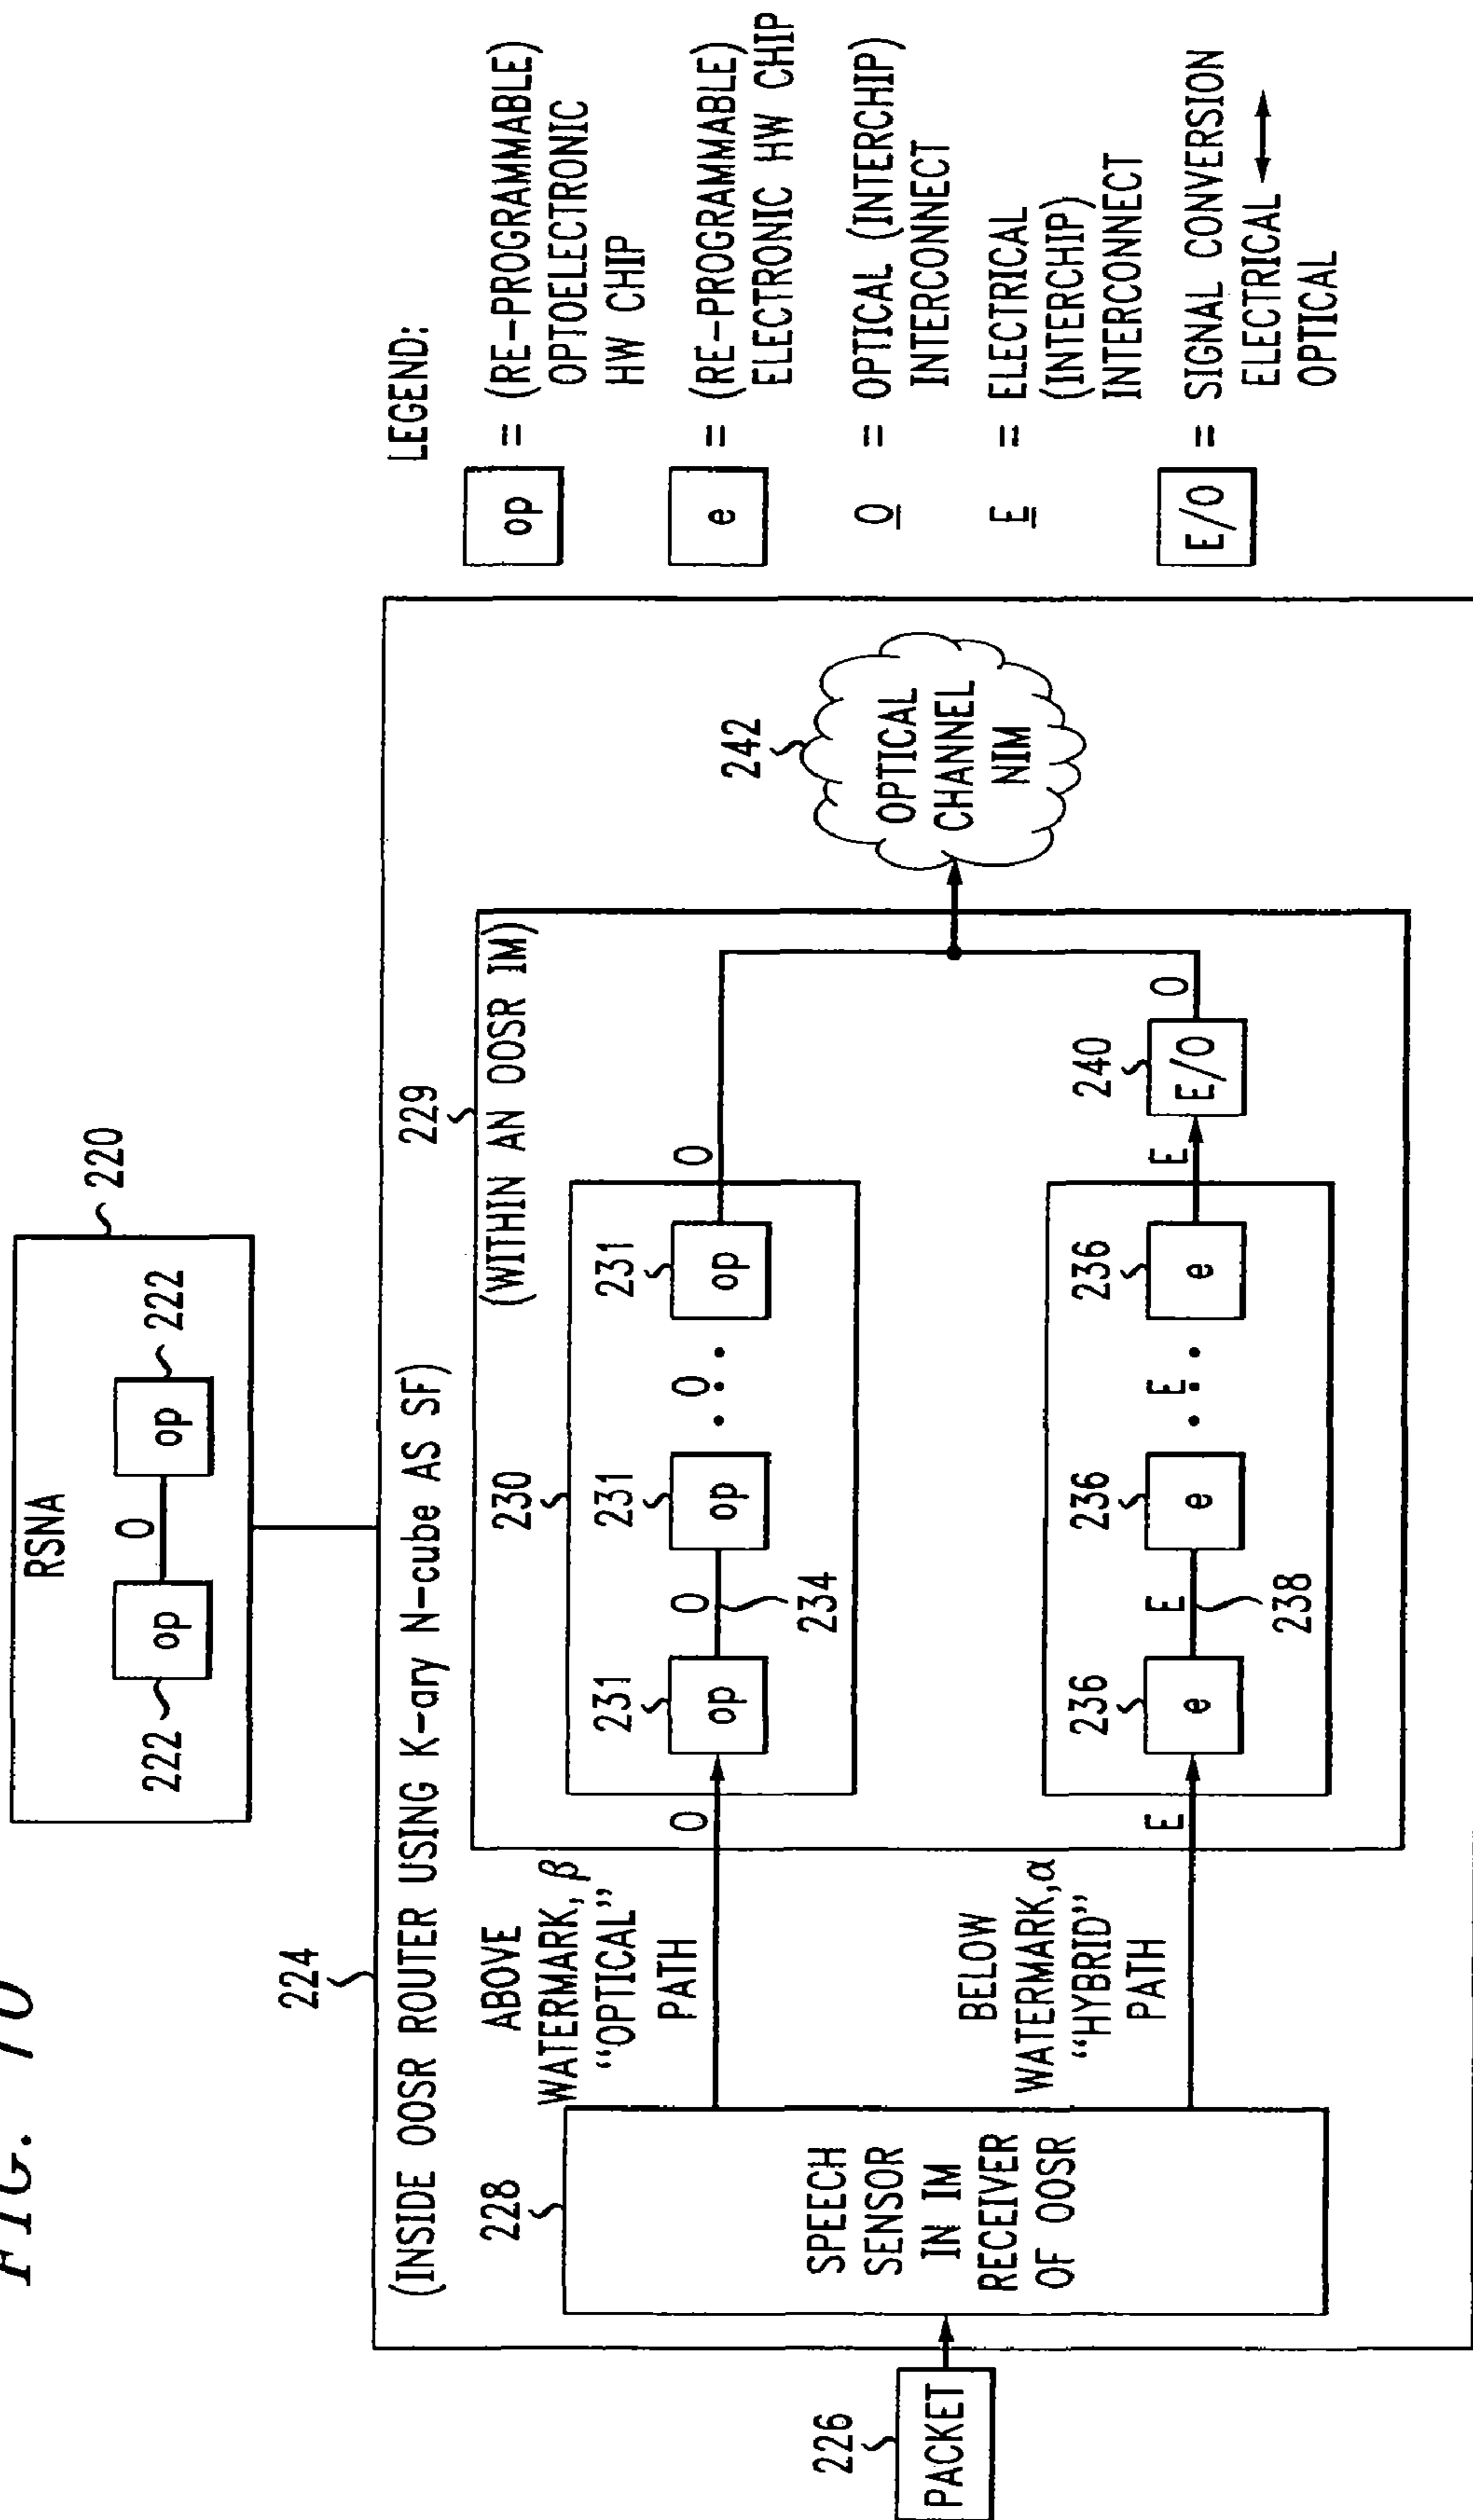 FIG. 10
RSNA
220
222
op
O
op
222
224
(INSIDE OOSR ROUTER USING K-ary N-cube AS SF)
226
PACKET
228
SPEECH
SENSOR
IN IM
RECEIVER
OF OOSR
ABOVE
WATERMARK, β
"OPTICAL"
PATH
BELOW
WATERMARK,α
"HYBRID"
PATH
229
(WITHIN AN OOSR IM)
230
O
231
op
O
234
231
op
O
231
op
O
E
236
e
E
238
236
e
E
236
e
E
240
E/O
O
242
OPTICAL
CHANNEL
NIM
LEGEND:
op = (RE-PROGRAMMABLE)
OPTOELECTRONIC
HW CHIP
e = (RE-PROGRAMMABLE)
ELECTRONIC HW CHIP
O = OPTICAL (INTERCHIP)
INTERCONNECT
E = ELECTRICAL
(INTERCHIP)
INTERCONNECT
E/O = SIGNAL CONVERSION
ELECTRICAL ↔
OPTICAL